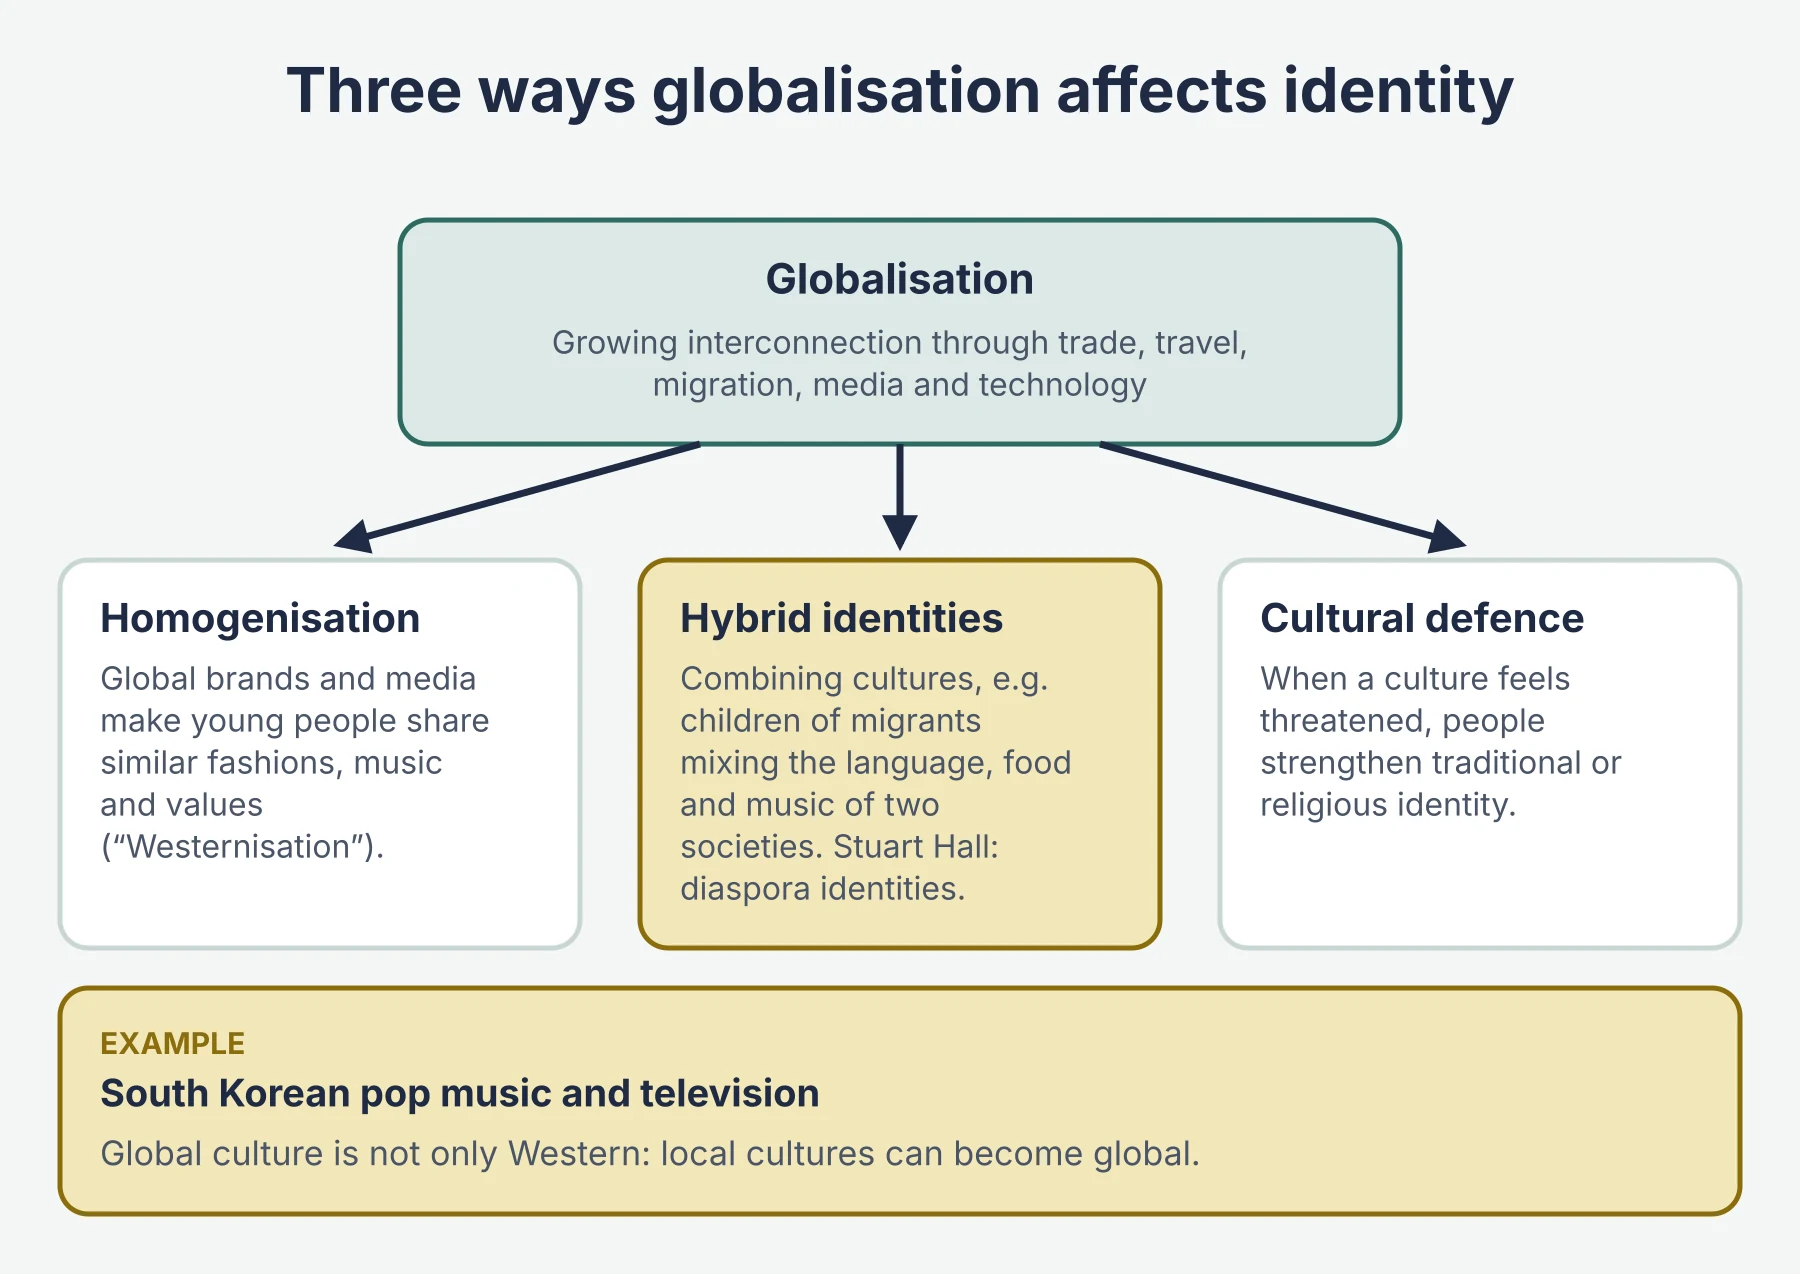 Three ways globalisation affects identity
Globalisation
Growing interconnection through trade, travel,
migration, media and technology
Homogenisation
Global brands and media
make young people share
similar fashions, music
and values
(“Westernisation”).
Hybrid identities
Combining cultures, e.g.
children of migrants
mixing the language, food
and music of two
societies. Stuart Hall:
diaspora identities.
Cultural defence
When a culture feels
threatened, people
strengthen traditional or
religious identity.
EXAMPLE
South Korean pop music and television
Global culture is not only Western: local cultures can become global.